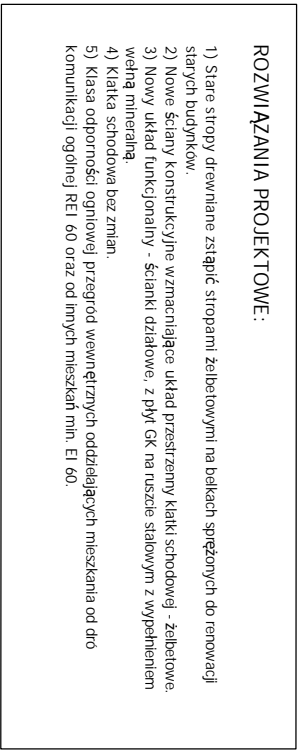 ROZWIĄZANIA PROJEKTOWE:
1) Stare stropy drewniane zstąpić stropami żelbetowymi na belkach sprężonych do renowacji
starych budynków.
2) Nowe ściany konstrukcyjne wzmacniające układ przestrzenny klatki schodowej - żelbetowe.
3) Nowy układ funkcjonalny - ścianki działowe, z płyt GK na ruszcie stalowym z wypełnieniem
wełną mineralną.
4) Klatka schodowa bez zmian.
5) Klasa odporności ogniowej przegród wewnętrznych oddzielających mieszkania od dró
komunikacji ogólnej REI 60 oraz od innych mieszkań min. EI 60.